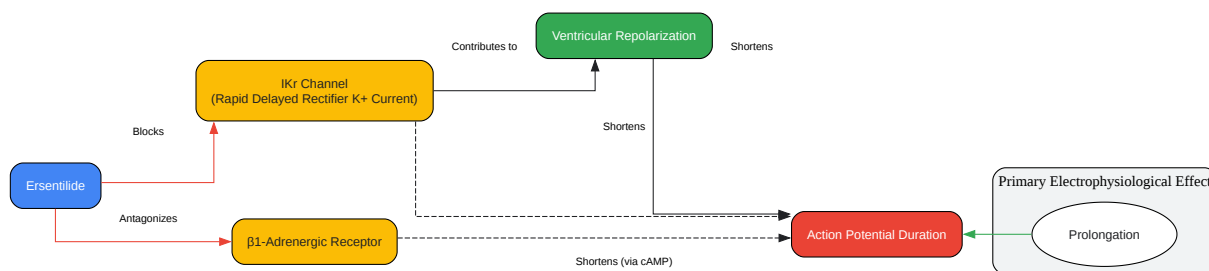 Ventricular Repolarization
Contributes to
Shortens
IKr Channel
(Rapid Delayed Rectifier K+ Current)
Blocks
Shortens
Ersentilide
Primary Electrophysiological Effect
Antagonizes
β1-Adrenergic Receptor
Action Potential Duration
Prolongation
Shortens (via cAMP)